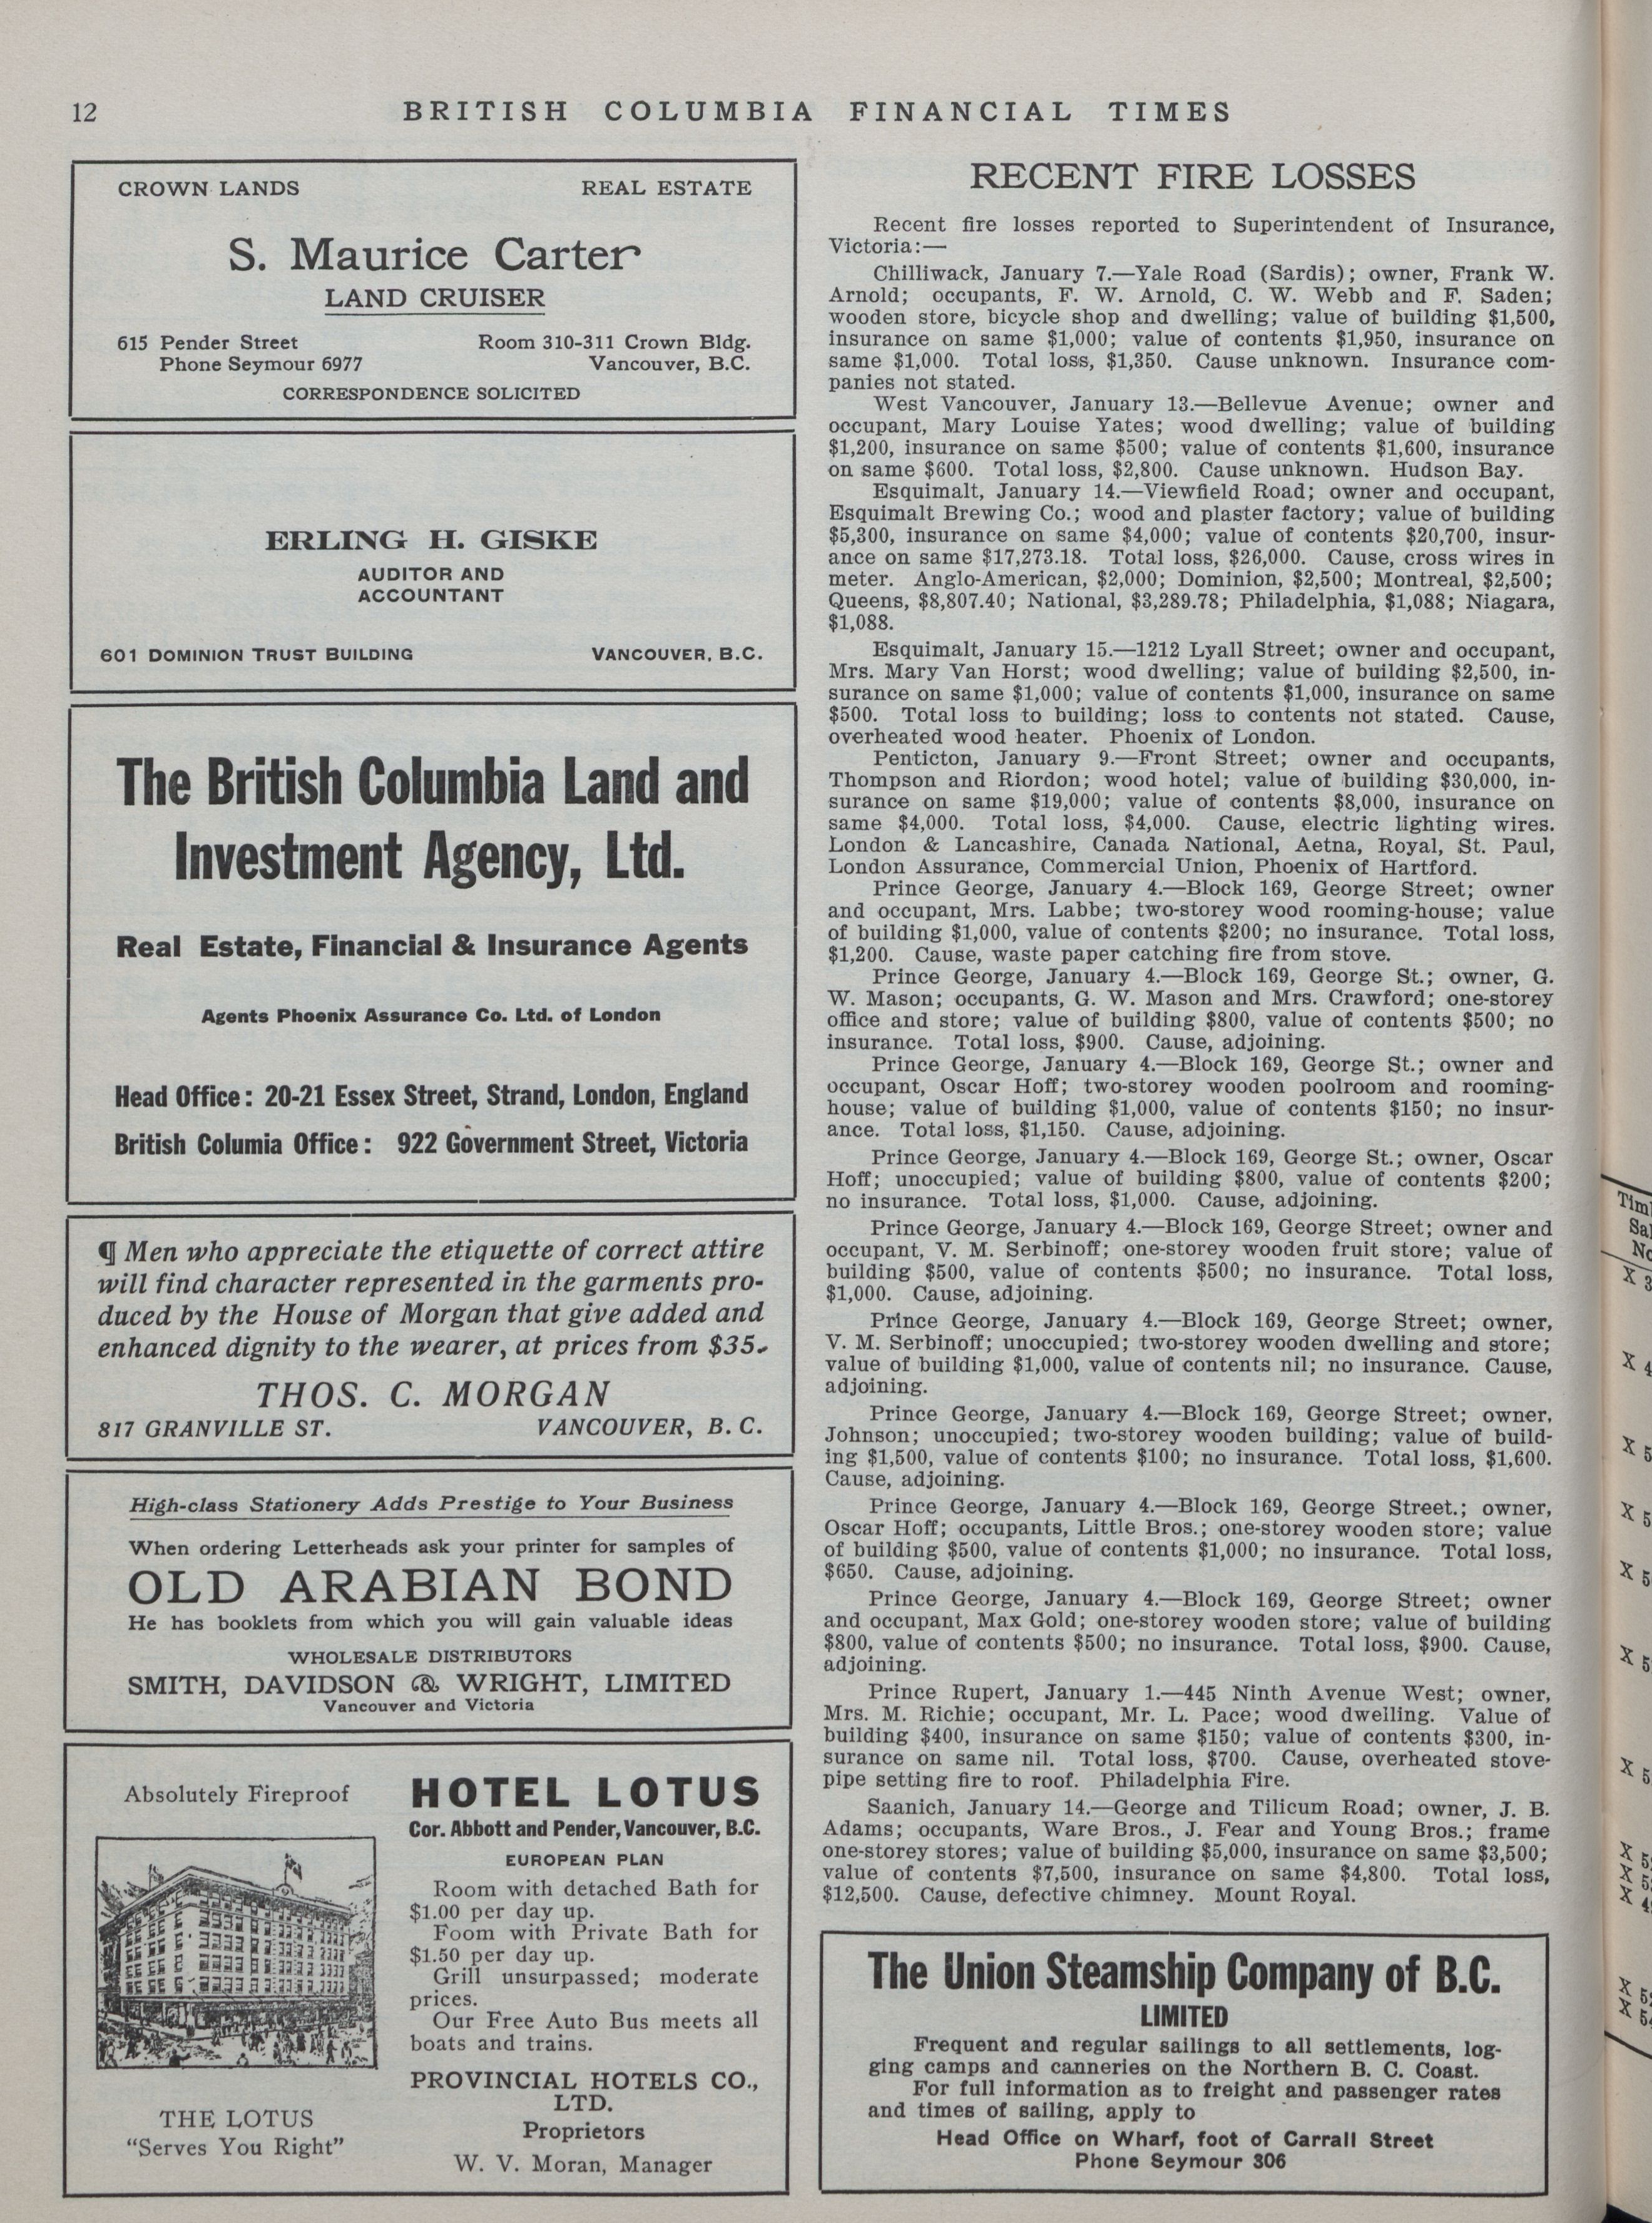 12
BRITISH COLUMBIA FINANCIAL TIMES
CROWN LANDS REAL ESTATE
S. Maurice Carter
LAND CRUISER
615 Pender Street Room 310-311 Crown Bldg.
Phone Seymour 6977 Vancouver, B.C.
CORRESPONDENCE SOLICITED
ERLING H. GISKE
AUDITOR AND
ACCOUNTANT
601 DOMINION TRUST BUILDING VANCOUVER, B.C.
The British Columbia Land and
Investment Agency, Ltd.
Real Estate, Financial & Insurance Agents
Agents Phoenix Assurance Co. Ltd. of London
Head Office: 20-21 Essex Street, Strand, London, England
British Columia Office: 922 Government Street, Victoria
¶ Men who appreciate the etiquette of correct attire
will find character represented in the garments pro-
duced by the House of Morgan that give added and
enhanced dignity to the wearer, at prices from $35.
THOS. C. MORGAN
817 GRANVILLE ST. VANCOUVER, B. C.
High-class Stationery Adds Prestige to Your Business
When ordering Letterheads ask your printer for samples of
OLD ARABIAN BOND
He has booklets from which you will gain valuable ideas
WHOLESALE DISTRIBUTORS
SMITH, DAVIDSON & WRIGHT, LIMITED
Vancouver and Victoria
Absolutely Fireproof
THE LOTUS
"Serves You Right"
HOTEL LOTUS
Cor. Abbott and Pender, Vancouver, B.C.
EUROPEAN PLAN
Room with detached Bath for
$1.00 per day up.
Foom with Private Bath for
$1.50 per day up.
Grill unsurpassed; moderate
prices.
Our Free Auto Bus meets all
boats and trains.
PROVINCIAL HOTELS CO.,
LTD.
Proprietors
W. V. Moran, Manager
RECENT FIRE LOSSES
Recent fire losses reported to Superintendent of Insurance,
Victoria:—
Chilliwack, January 7.—Yale Road (Sardis); owner, Frank W.
Arnold; occupants, F. W. Arnold, C. W. Webb and F. Saden;
wooden store, bicycle shop and dwelling; value of building $1,500,
insurance on same $1,000; value of contents $1,950, insurance on
same $1,000. Total loss, $1,350. Cause unknown. Insurance com-
panies not stated.
West Vancouver, January 13.—Bellevue Avenue; owner and
occupant, Mary Louise Yates; wood dwelling; value of building
$1,200, insurance on same $500; value of contents $1,600, insurance
on same $600. Total loss, $2,800. Cause unknown. Hudson Bay.
Esquimalt, January 14.—Viewfield Road; owner and occupant,
Esquimalt Brewing Co.; wood and plaster factory; value of building
$5,300, insurance on same $4,000; value of contents $20,700, insur-
ance on same $17,273.18. Total loss, $26,000. Cause, cross wires in
meter. Anglo-American, $2,000; Dominion, $2,500; Montreal, $2,500;
Queens, $8,807.40; National, $3,289.78; Philadelphia, $1,088; Niagara,
$1,088.
Esquimalt, January 15.—1212 Lyall Street; owner and occupant,
Mrs. Mary Van Horst; wood dwelling; value of building $2,500, in-
surance on same $1,000; value of contents $1,000, insurance on same
$500. Total loss to building; loss to contents not stated. Cause,
overheated wood heater. Phoenix of London.
Penticton, January 9.—Front Street; owner and occupants,
Thompson and Riordon; wood hotel; value of building $30,000, in-
surance on same $19,000; value of contents $8,000, insurance on
same $4,000. Total loss, $4,000. Cause, electric lighting wires.
London & Lancashire, Canada National, Aetna, Royal, St. Paul,
London Assurance, Commercial Union, Phoenix of Hartford.
Prince George, January 4.—Block 169, George Street; owner
and occupant, Mrs. Labbe; two-storey wood rooming-house; value
of building $1,000, value of contents $200; no insurance. Total loss,
$1,200. Cause, waste paper catching fire from stove.
Prince George, January 4.—Block 169, George St.; owner, G.
W. Mason; occupants, G. W. Mason and Mrs. Crawford; one-storey
office and store; value of building $800, value of contents $500; no
insurance. Total loss, $900. Cause, adjoining.
Prince George, January 4.—Block 169, George St.; owner and
occupant, Oscar Hoff; two-storey wooden poolroom and rooming-
house; value of building $1,000, value of contents $150; no insur-
ance. Total loss, $1,150. Cause, adjoining.
Prince George, January 4.—Block 169, George St.; owner, Oscar
Hoff; unoccupied; value of building $800, value of contents $200;
no insurance. Total loss, $1,000. Cause, adjoining.
Prince George, January 4.—Block 169, George Street; owner and
occupant, V. M. Serbinoff; one-storey wooden fruit store; value of
building $500, value of contents $500; no insurance. Total loss,
$1,000. Cause, adjoining.
Prince George, January 4.—Block 169, George Street; owner,
V. M. Serbinoff; unoccupied; two-storey wooden dwelling and store;
value of building $1,000, value of contents nil; no insurance. Cause,
adjoining.
Prince George, January 4.—Block 169, George Street; owner,
Johnson; unoccupied; two-storey wooden building; value of build-
ing $1,500, value of contents $100; no insurance. Total loss, $1,600.
Cause, adjoining.
Prince George, January 4.—Block 169, George Street.; owner,
Oscar Hoff; occupants, Little Bros.; one-storey wooden store; value
of building $500, value of contents $1,000; no insurance. Total loss,
$650. Cause, adjoining.
Prince George, January 4.—Block 169, George Street; owner
and occupant, Max Gold; one-storey wooden store; value of building
$800, value of contents $500; no insurance. Total loss, $900. Cause,
adjoining.
Prince Rupert, January 1.—445 Ninth Avenue West; owner,
Mrs. M. Richie; occupant, Mr. L. Pace; wood dwelling. Value of
building $400, insurance on same $150; value of contents $300, in-
surance on same nil. Total loss, $700. Cause, overheated stove-
pipe setting fire to roof. Philadelphia Fire.
Saanich, January 14.—George and Tilicum Road; owner, J. B.
Adams; occupants, Ware Bros., J. Fear and Young Bros.; frame
one-storey stores; value of building $5,000, insurance on same $3,500;
value of contents $7,500, insurance on same $4,800. Total loss,
$12,500. Cause, defective chimney. Mount Royal.
The Union Steamship Company of B.C.
LIMITED
Frequent and regular sailings to all settlements, log-
ging camps and canneries on the Northern B. C. Coast.
For full information as to freight and passenger rates
and times of sailing, apply to
Head Office on Wharf, foot of Carrall Street
Phone Seymour 306